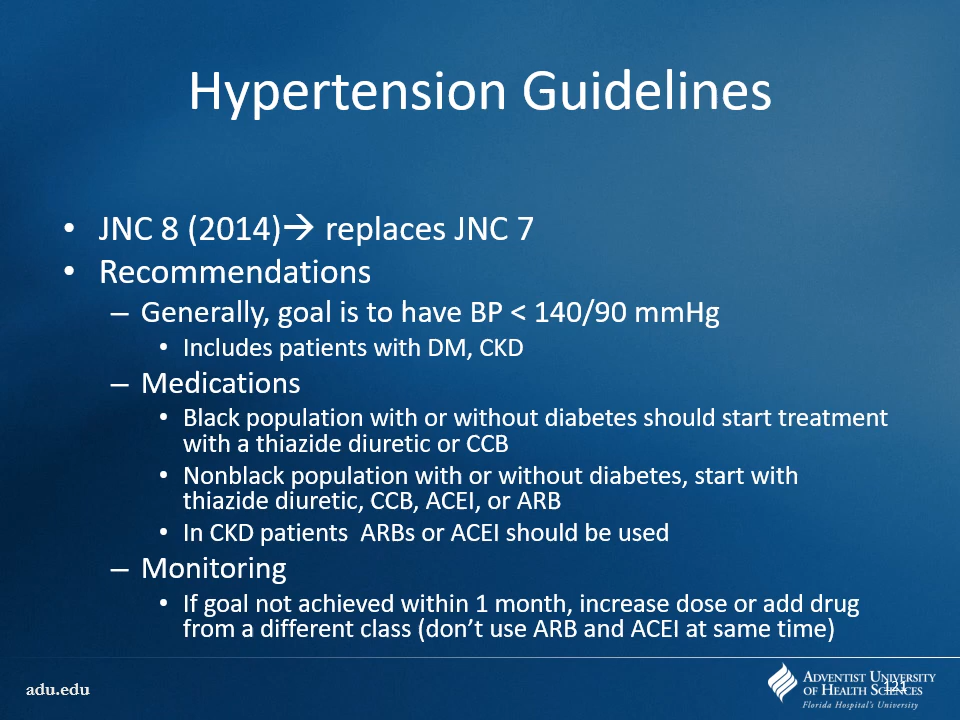 Hypertension Guidelines
• JNC 8 (2014)→ replaces JNC 7
• Recommendations
– Generally, goal is to have BP < 140/90 mmHg
• Includes patients with DM, CKD
– Medications
• Black population with or without diabetes should start treatment
with a thiazide diuretic or CCB
• Nonblack population with or without diabetes, start with
thiazide diuretic, CCB, ACEI, or ARB
• In CKD patients  ARBs or ACEI should be used
– Monitoring
• If goal not achieved within 1 month, increase dose or add drug
from a different class (don’t use ARB and ACEI at same time)
adu.edu
Adventist University
of Health Sciences
Florida Hospital's University
121